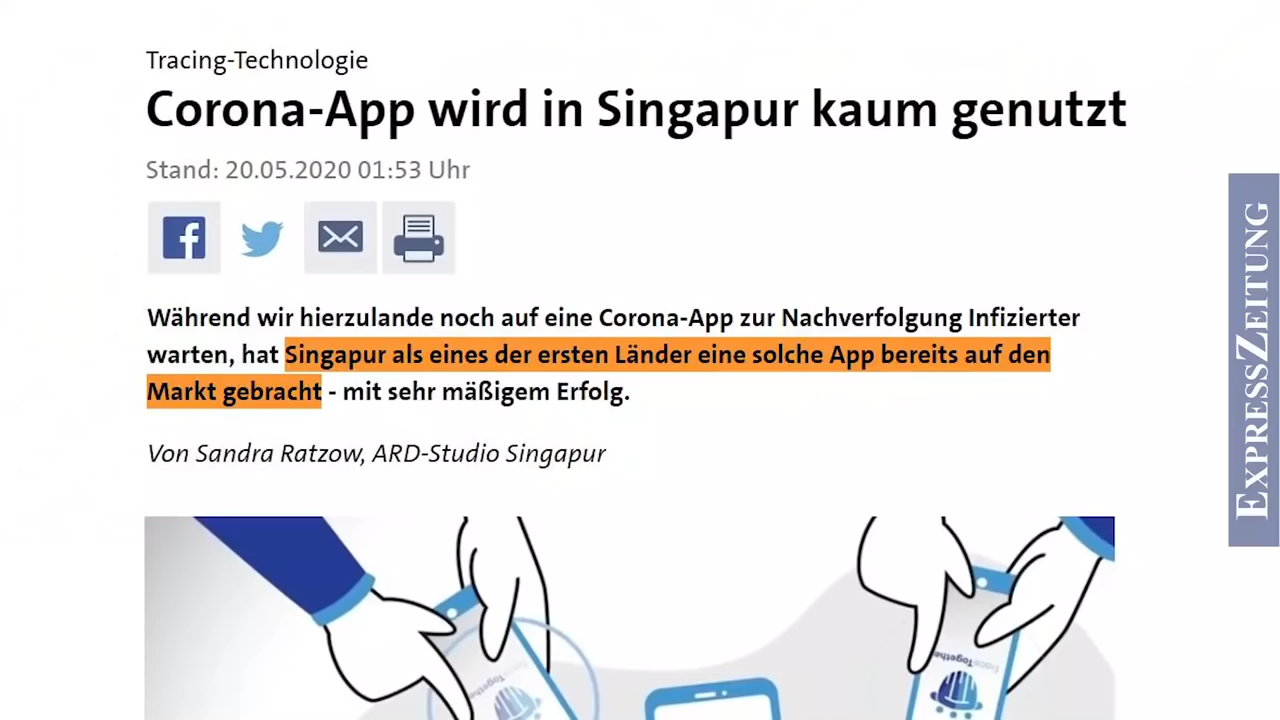 Tracing-Technologie
Corona-App wird in Singapur kaum genutzt
Stand: 20.05.2020 01:53 Uhr
Während wir hierzulande noch auf eine Corona-App zur Nachverfolgung Infizierter
warten, hat Singapur als eines der ersten Länder eine solche App bereits auf den
Markt gebracht - mit sehr mäßigem Erfolg.
Von Sandra Ratzow, ARD-Studio Singapur
EXPRESSZEITUNG
TraceTogether
TraceTogether